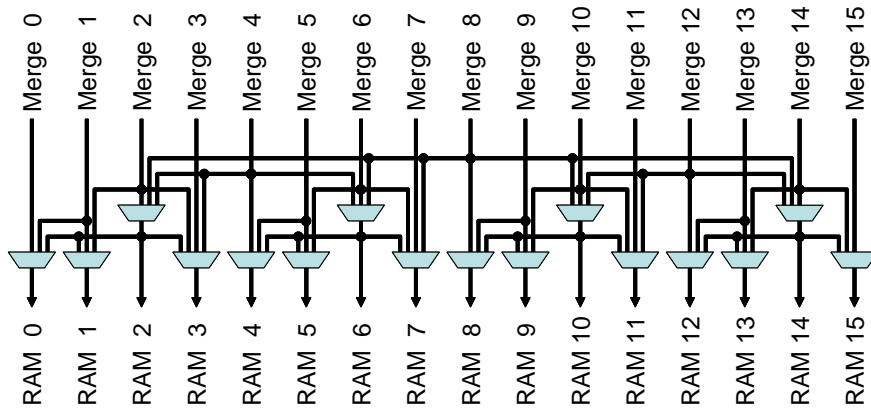 Merge 0
Merge 1
Merge 2
Merge 3
Merge 4
Merge 5
Merge 6
Merge 7
Merge 8
Merge 9
Merge 10
Merge 11
Merge 12
Merge 13
Merge 14
Merge 15
RAM 0
RAM 1
RAM 2
RAM 3
RAM 4
RAM 5
RAM 6
RAM 7
RAM 8
RAM 9
RAM 10
RAM 11
RAM 12
RAM 13
RAM 14
RAM 15